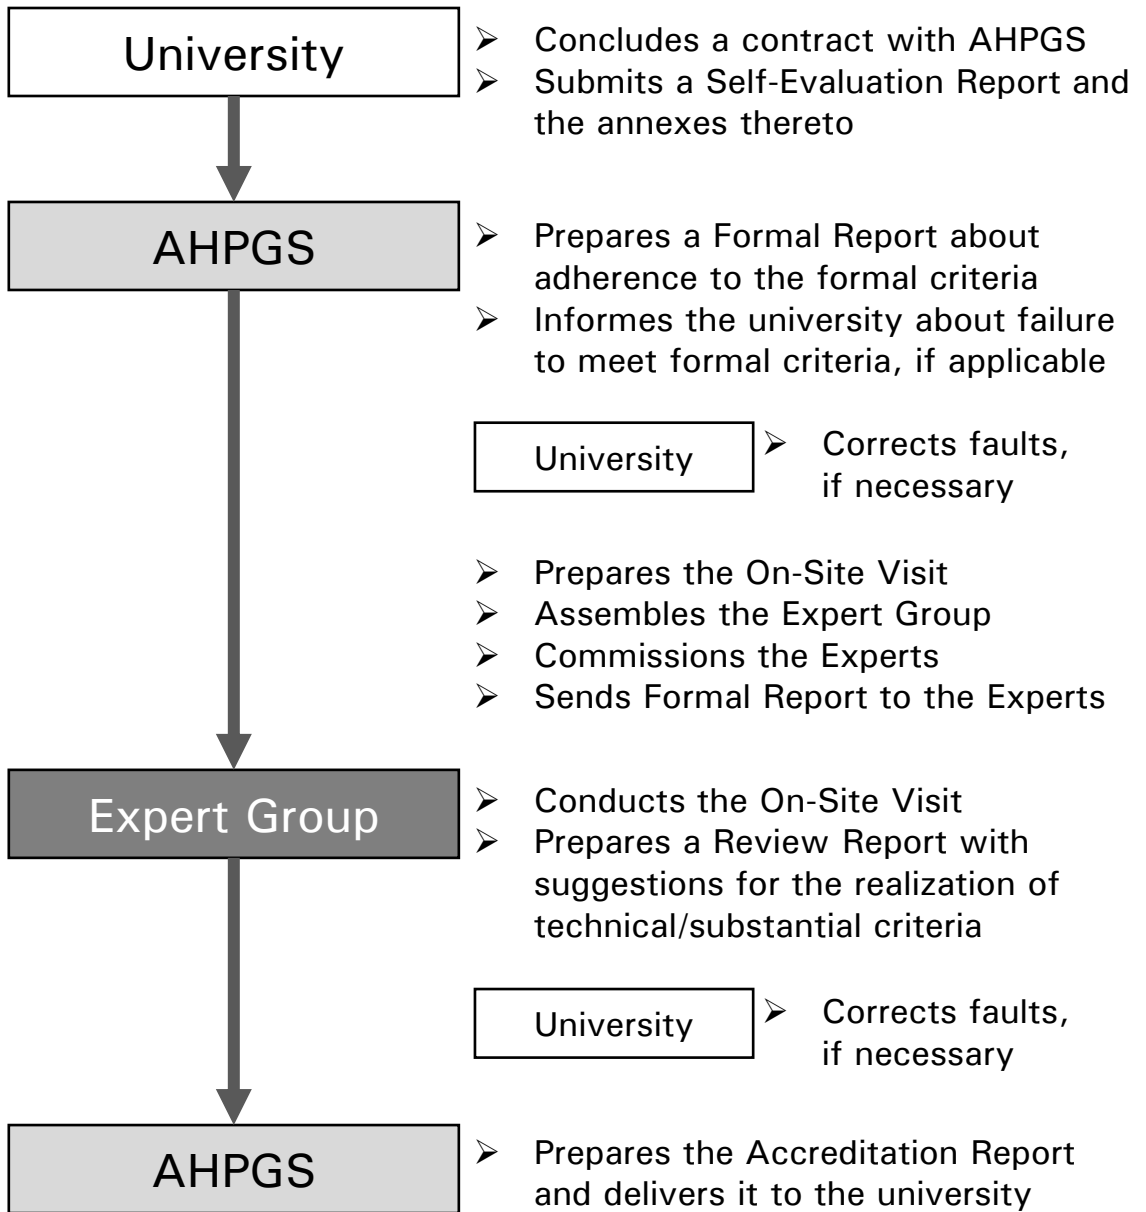 University
➢ Concludes a contract with AHPGS
➢ Submits a Self-Evaluation Report and
the annexes thereto
AHPGS
➢ Prepares a Formal Report about
adherence to the formal criteria
➢ Informes the university about failure
to meet formal criteria, if applicable
University
➢ Corrects faults,
if necessary
➢ Prepares the On-Site Visit
➢ Assembles the Expert Group
➢ Commissions the Experts
➢ Sends Formal Report to the Experts
Expert Group
➢ Conducts the On-Site Visit
➢ Prepares a Review Report with
suggestions for the realization of
technical/substantial criteria
University
➢ Corrects faults,
if necessary
AHPGS
➢ Prepares the Accreditation Report
and delivers it to the university